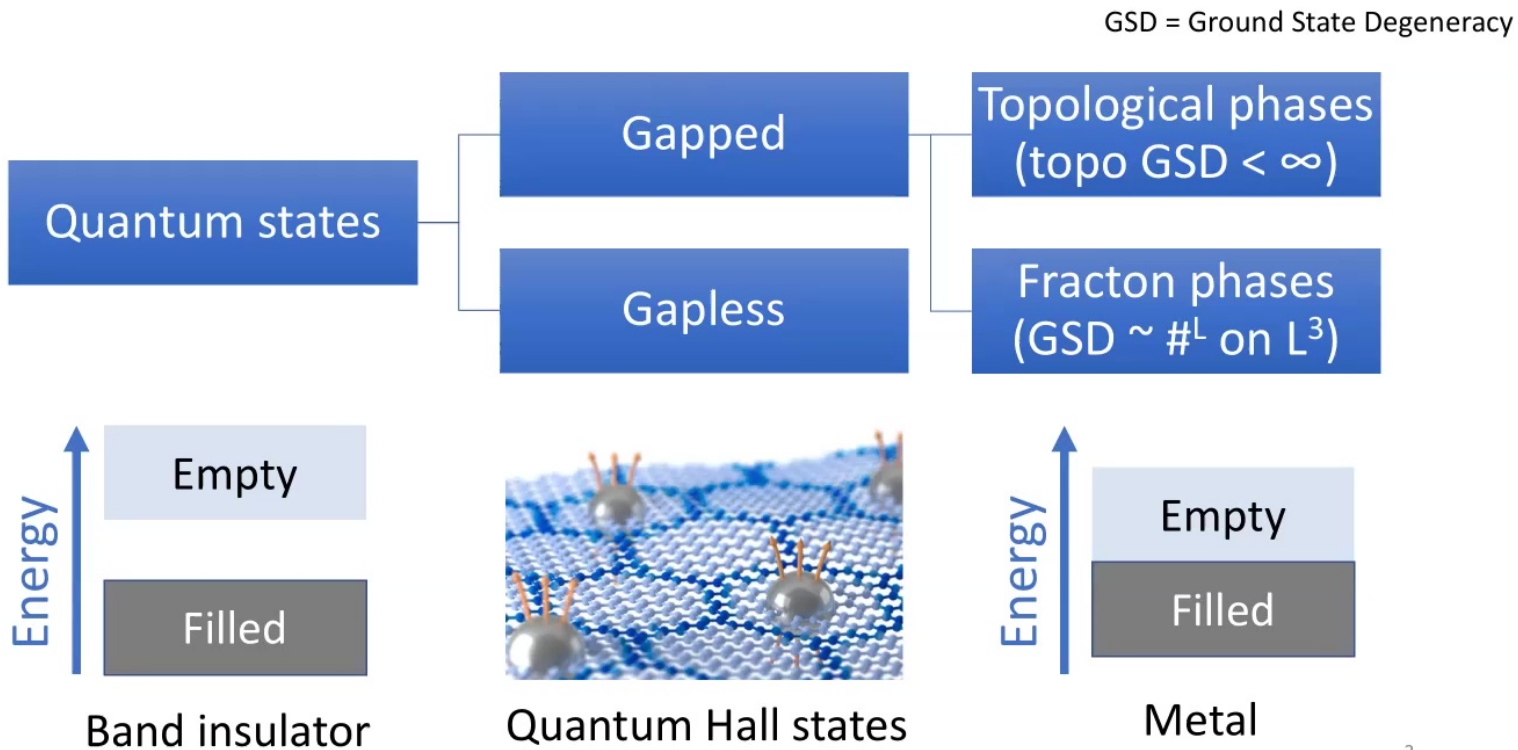 GSD = Ground State Degeneracy
Quantum states
Gapped
Gapless
Topological phases
(topo GSD < ∞)
Fracton phases
(GSD ~ #ᴸ on L³)
Energy
Empty
Filled
Band insulator
Quantum Hall states
Energy
Empty
Filled
Metal